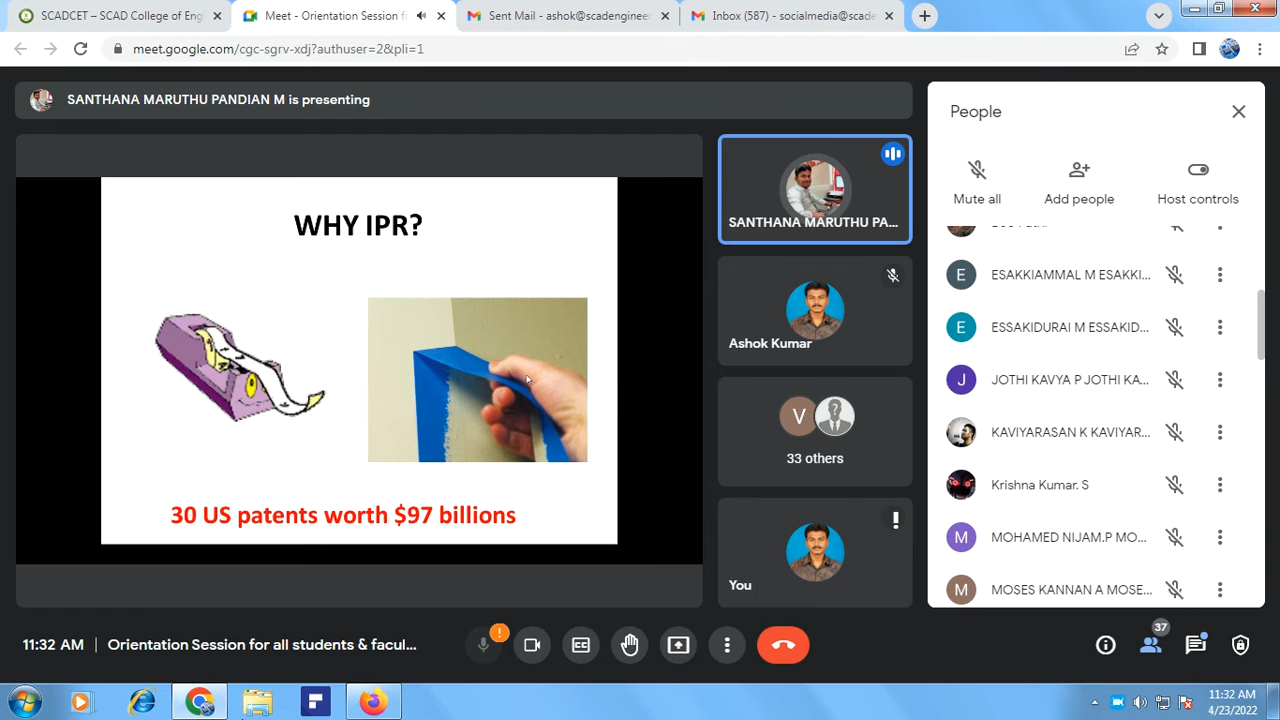 SCADCET – SCAD College of Eng
Meet - Orientation Session f
Sent Mail - ashok@scadengineer
Inbox (587) - socialmedia@scade
meet.google.com/cgc-sgrv-xdj?authuser=2&pli=1
SANTHANA MARUTHU PANDIAN M is presenting
WHY IPR?
30 US patents worth $97 billions
SANTHANA MARUTHU PA...
Ashok Kumar
V
?
33 others
You
People
Mute all
Add people
Host controls
E
ESAKKIAMMAL M ESAKKI...
E
ESSAKIDURAI M ESSAKID...
J
JOTHI KAVYA P JOTHI KA...
KAVIYARASAN K KAVIYAR...
Krishna Kumar. S
M
MOHAMED NIJAM.P MO...
M
MOSES KANNAN A MOSE...
11:32 AM | Orientation Session for all students & facul...
37
11:32 AM
4/23/2022